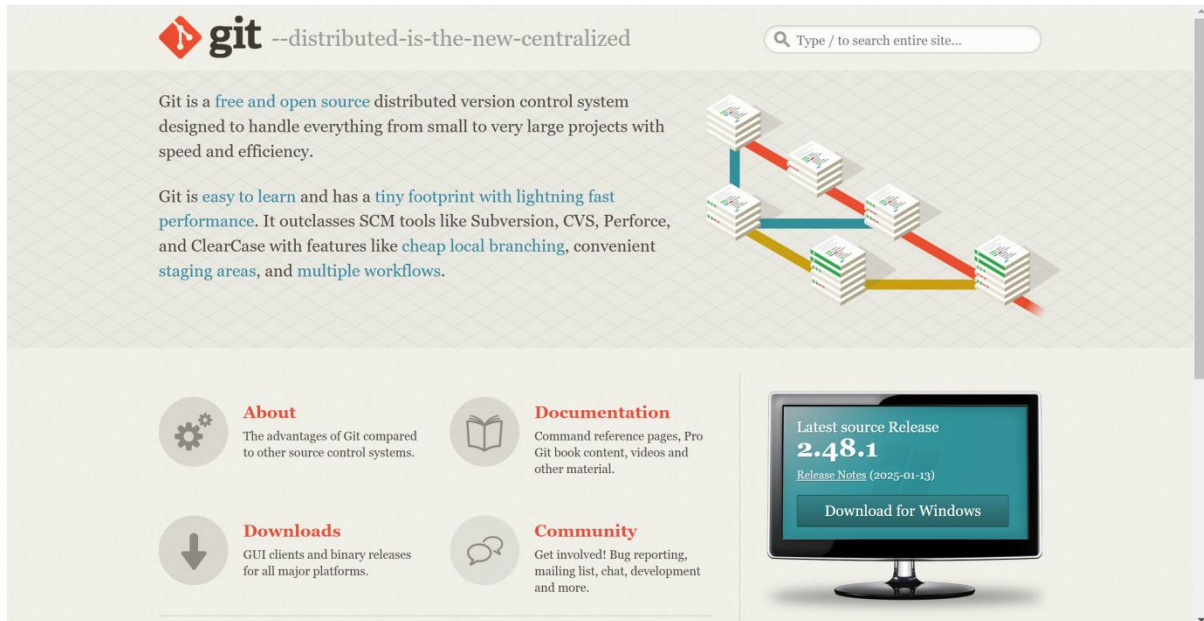 git --distributed-is-the-new-centralized
Type / to search entire site...
Git is a free and open source distributed version control system
designed to handle everything from small to very large projects with
speed and efficiency.
Git is easy to learn and has a tiny footprint with lightning fast
performance. It outclasses SCM tools like Subversion, CVS, Perforce,
and ClearCase with features like cheap local branching, convenient
staging areas, and multiple workflows.
About
The advantages of Git compared
to other source control systems.
Documentation
Command reference pages, Pro
Git book content, videos and
other material.
Downloads
GUI clients and binary releases
for all major platforms.
Community
Get involved! Bug reporting,
mailing list, chat, development
and more.
Latest source Release
2.48.1
Release Notes (2025-01-13)
Download for Windows